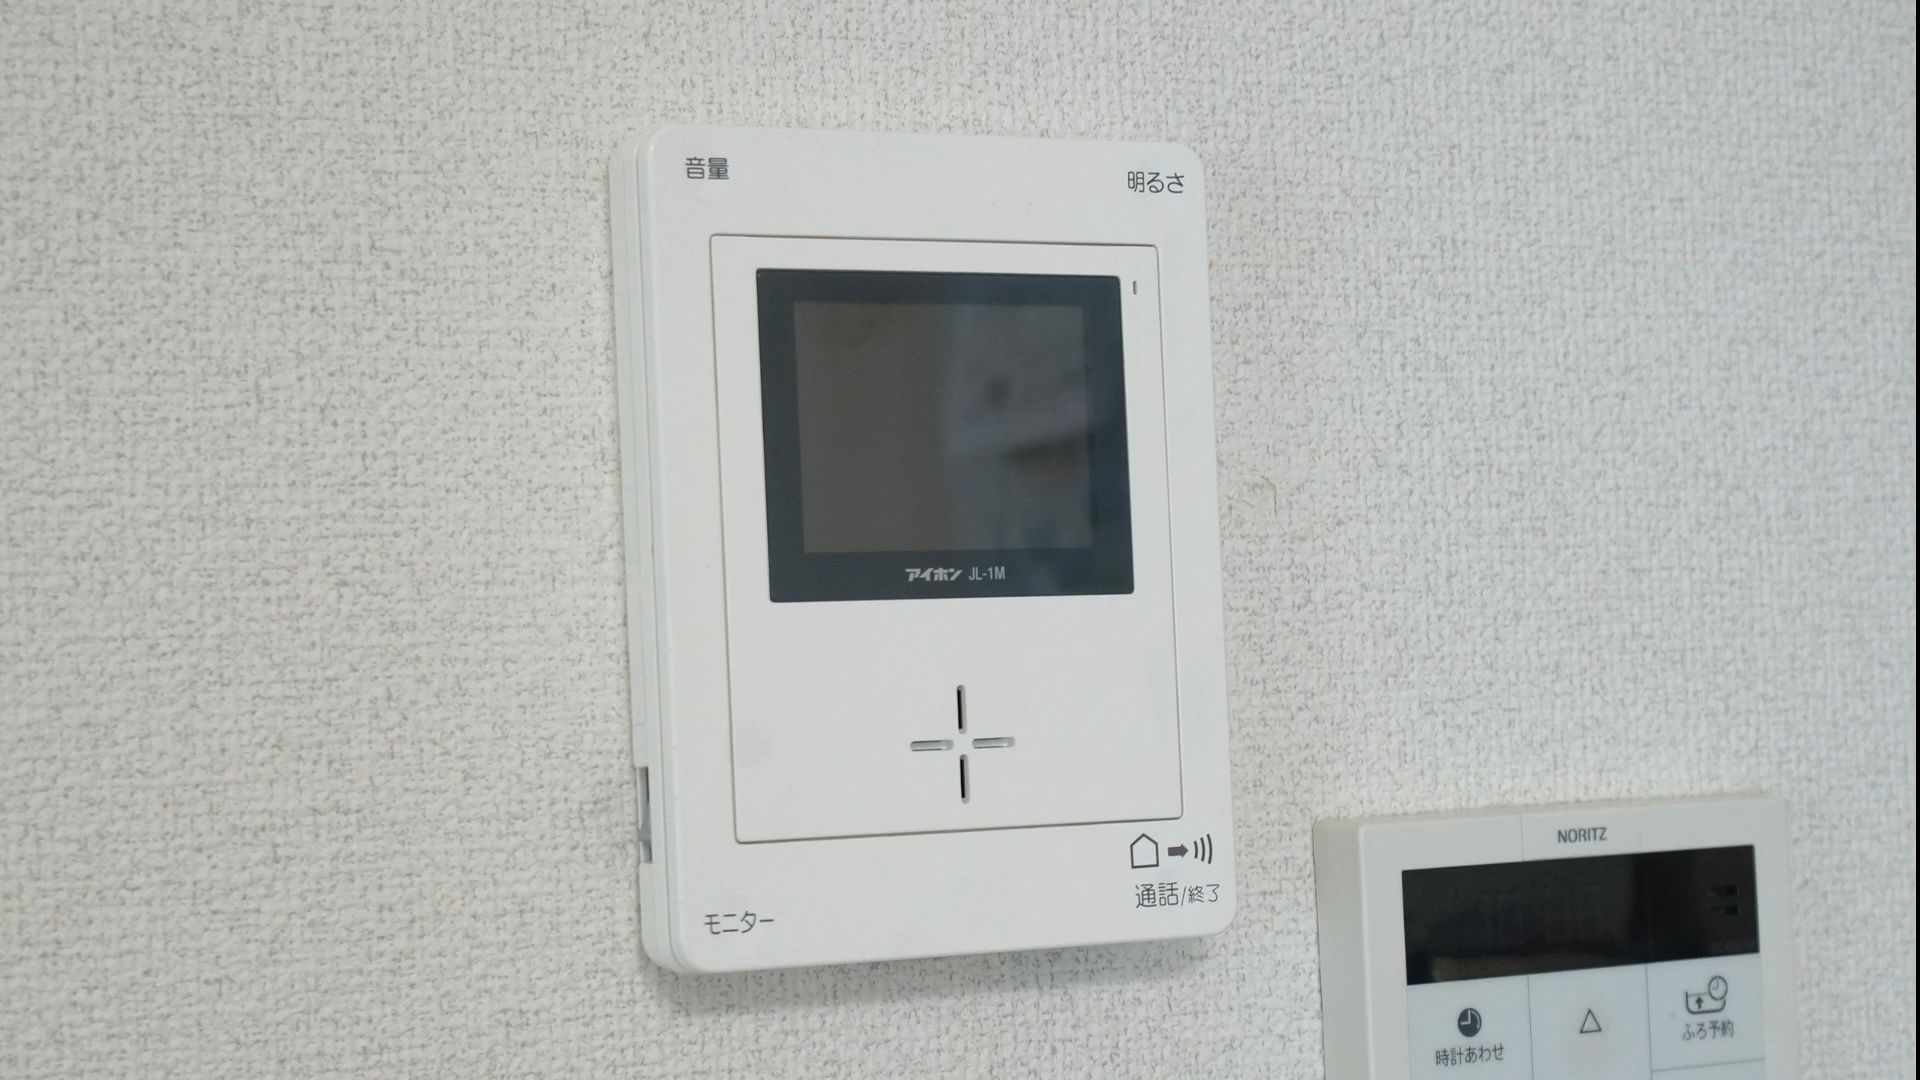 音量
明るさ
アイホン JL-1M
通話/終了
モニター
NORITZ
時計あわせ
ふろ予約